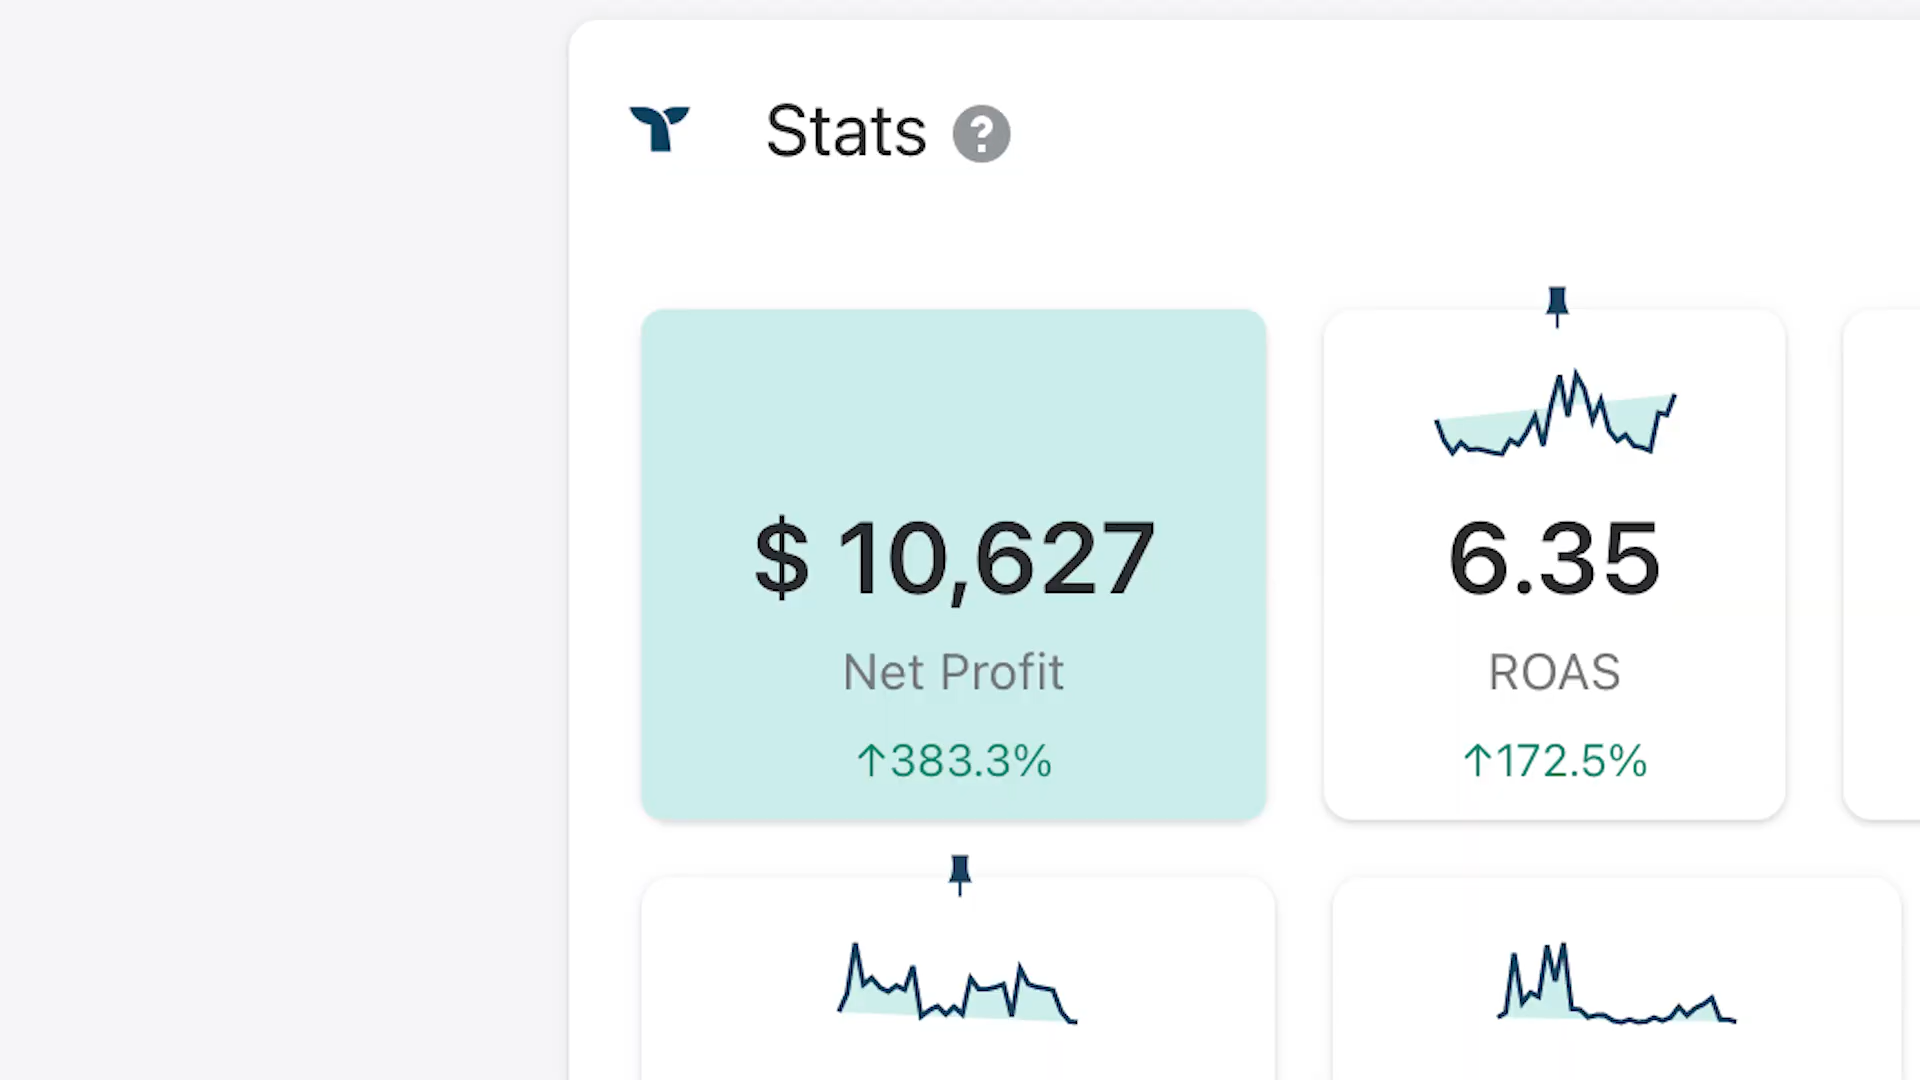 Stats ?
$ 10,627
Net Profit
↑383.3%
6.35
ROAS
↑172.5%